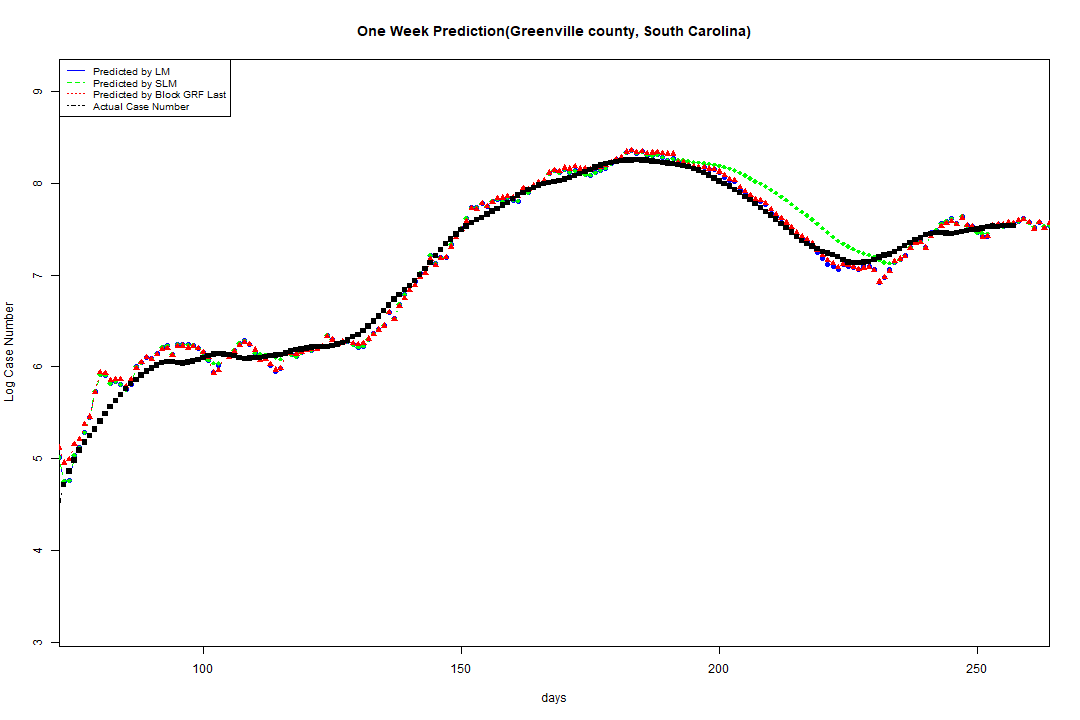 One Week Prediction(Greenville county, South Carolina)
Predicted by LM
Predicted by SLM
Predicted by Block GRF Last
Actual Case Number
9
8
7
6
5
4
3
Log Case Number
100
150
200
250
days